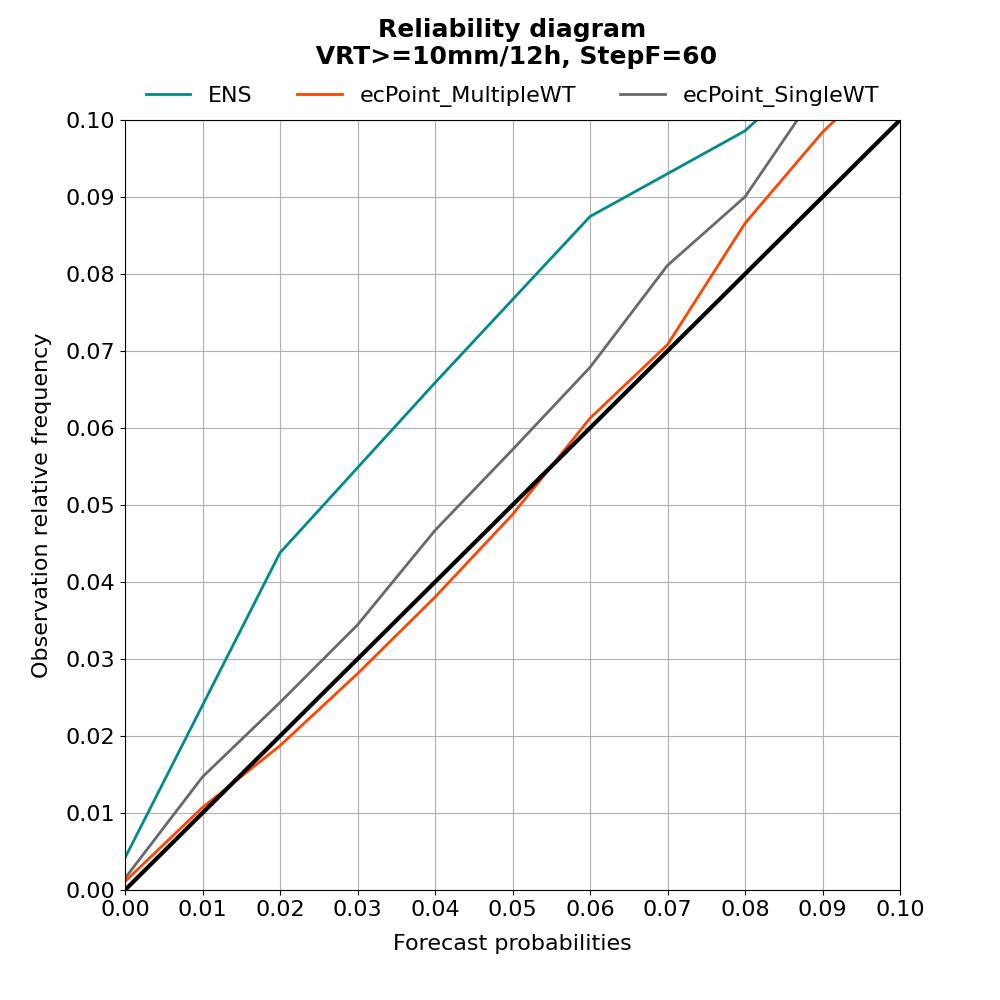 Reliability diagram
VRT>=10mm/12h, StepF=60
ENS ecPoint_MultipleWT ecPoint_SingleWT
0.10
0.09
0.08
0.07
0.06
0.05
0.04
0.03
0.02
0.01
0.00
Observation relative frequency
0.00 0.01 0.02 0.03 0.04 0.05 0.06 0.07 0.08 0.09 0.10
Forecast probabilities